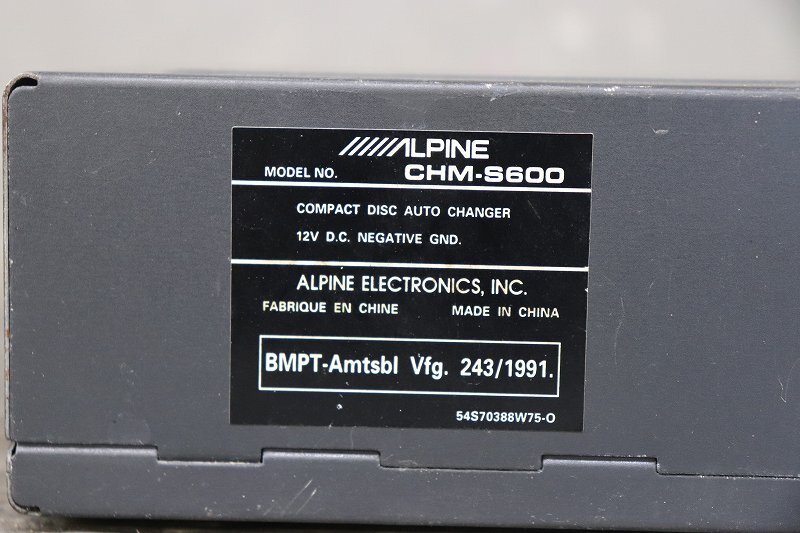 ALPINE
MODEL NO. CHM-S600
COMPACT DISC AUTO CHANGER
12V D.C. NEGATIVE GND.
ALPINE ELECTRONICS, INC.
FABRIQUE EN CHINE MADE IN CHINA
BMPT-Amtsbl Vfg. 243/1991.
54S70388W75-O